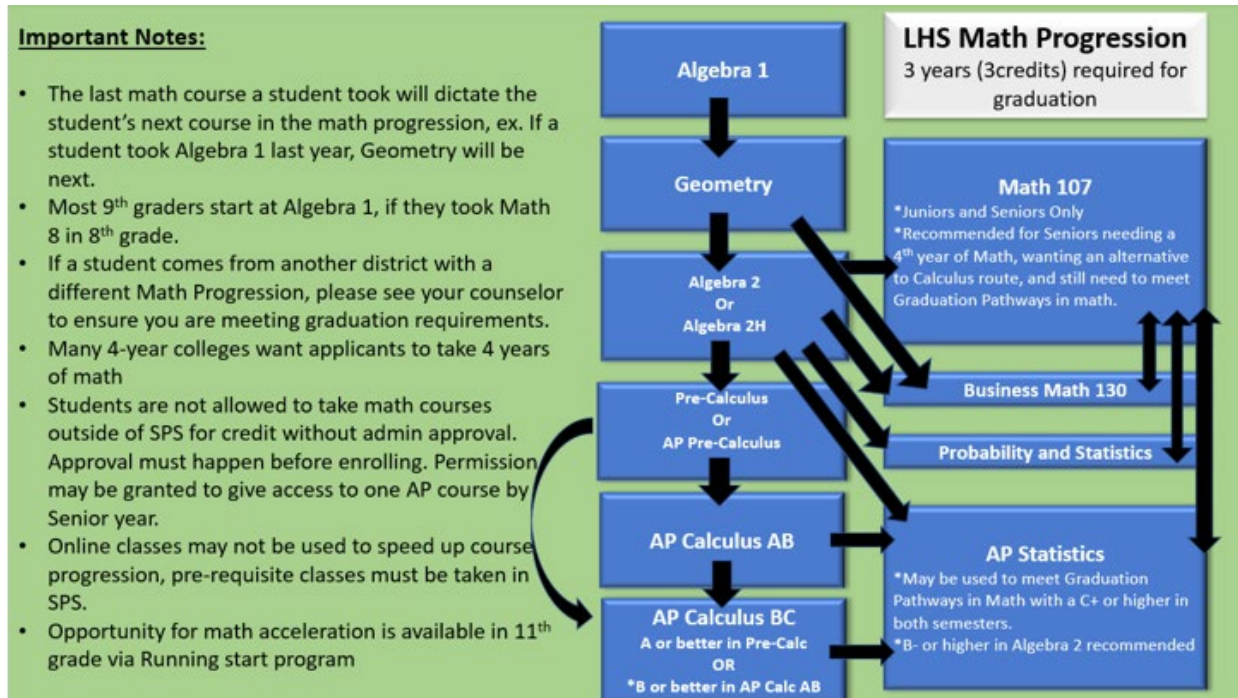 Important Notes:
• The last math course a student took will dictate the
student's next course in the math progression, ex. If a
student took Algebra 1 last year, Geometry will be
next.
• Most 9th graders start at Algebra 1, if they took Math
8 in 8th grade.
• If a student comes from another district with a
different Math Progression, please see your counselor
to ensure you are meeting graduation requirements.
• Many 4-year colleges want applicants to take 4 years
of math
• Students are not allowed to take math courses
outside of SPS for credit without admin approval.
Approval must happen before enrolling. Permission
may be granted to give access to one AP course by
Senior year.
• Online classes may not be used to speed up course
progression, pre-requisite classes must be taken in
SPS.
• Opportunity for math acceleration is available in 11th
grade via Running start program
Algebra 1
Geometry
Algebra 2
Or
Algebra 2H
Pre-Calculus
Or
AP Pre-Calculus
AP Calculus AB
AP Calculus BC
A or better in Pre-Calc
OR
*B or better in AP Calc AB
LHS Math Progression
3 years (3credits) required for
graduation
Math 107
*Juniors and Seniors Only
*Recommended for Seniors needing a
4th year of Math, wanting an alternative
to Calculus route, and still need to meet
Graduation Pathways in math.
Business Math 130
Probability and Statistics
AP Statistics
*May be used to meet Graduation
Pathways in Math with a C+ or higher in
both semesters.
*B- or higher in Algebra 2 recommended